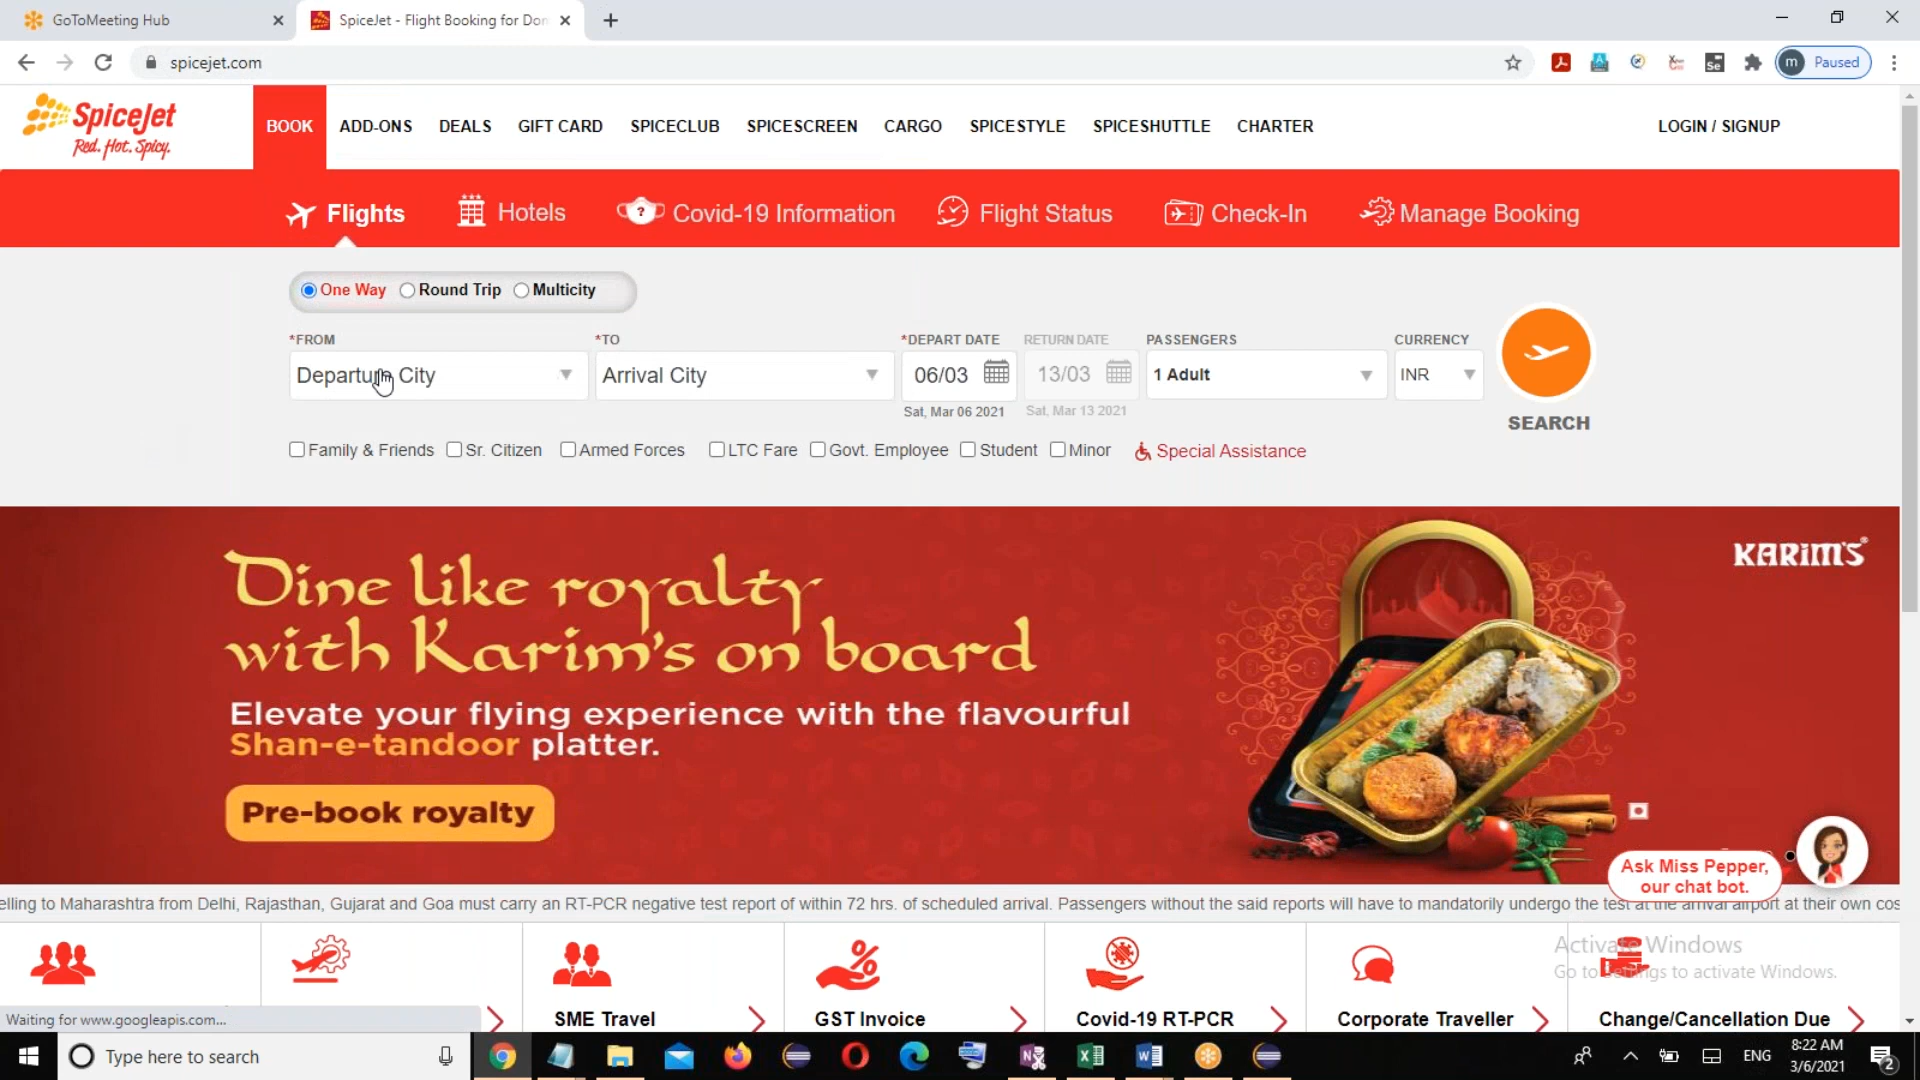 GoToMeeting Hub
SpiceJet - Flight Booking for Don
spicejet.com
Paused
SpiceJet
Red. Hot. Spicy.
BOOK ADD-ONS DEALS GIFT CARD SPICECLUB SPICESCREEN CARGO SPICESTYLE SPICESHUTTLE CHARTER LOGIN / SIGNUP
Flights Hotels Covid-19 Information Flight Status Check-In Manage Booking
One Way Round Trip Multicity
*FROM *TO *DEPART DATE RETURN DATE PASSENGERS CURRENCY
Departure City Arrival City 06/03 13/03 1 Adult INR
Sat, Mar 06 2021 Sat, Mar 13 2021
SEARCH
Family & Friends Sr. Citizen Armed Forces LTC Fare Govt. Employee Student Minor Special Assistance
KARIM'S®
Dine like royalty
with Karim's on board
Elevate your flying experience with the flavourful
Shan-e-tandoor platter.
Pre-book royalty
Ask Miss Pepper,
our chat bot.
elling to Maharashtra from Delhi, Rajasthan, Gujarat and Goa must carry an RT-PCR negative test report of within 72 hrs. of scheduled arrival. Passengers without the said reports will have to mandatorily undergo the test at the arrival airport at their own cos
Activate Windows
Go to Settings to activate Windows.
SME Travel GST Invoice Covid-19 RT-PCR Corporate Traveller Change/Cancellation Due
Waiting for www.googleapis.com...
Type here to search
ENG
8:22 AM
3/6/2021
2